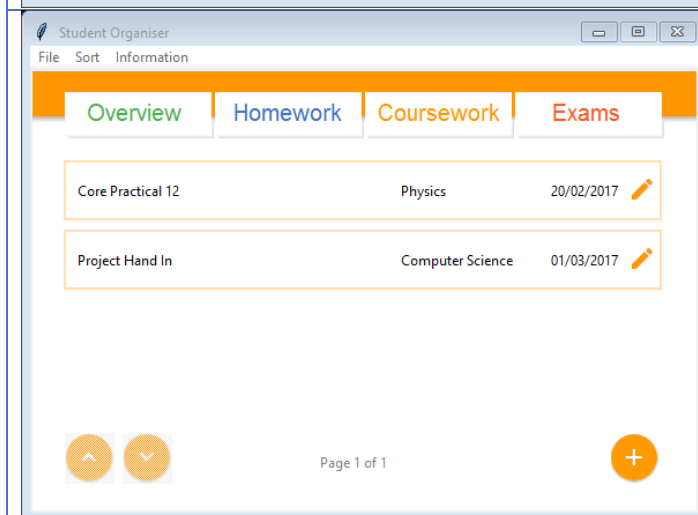 Student Organiser
File Sort Information
Overview Homework Coursework Exams
Core Practical 12 Physics 20/02/2017
Project Hand In Computer Science 01/03/2017
Page 1 of 1